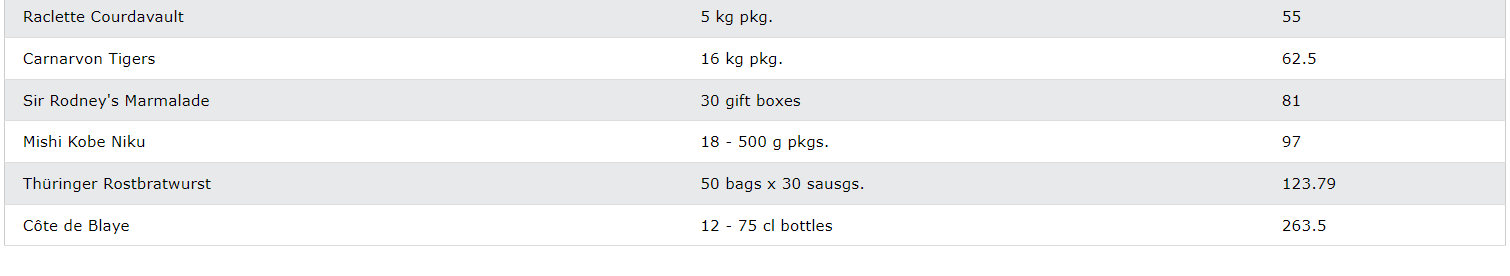 Raclette Courdavault 5 kg pkg. 55
Carnarvon Tigers 16 kg pkg. 62.5
Sir Rodney's Marmalade 30 gift boxes 81
Mishi Kobe Niku 18 - 500 g pkgs. 97
Thüringer Rostbratwurst 50 bags x 30 sausgs. 123.79
Côte de Blaye 12 - 75 cl bottles 263.5